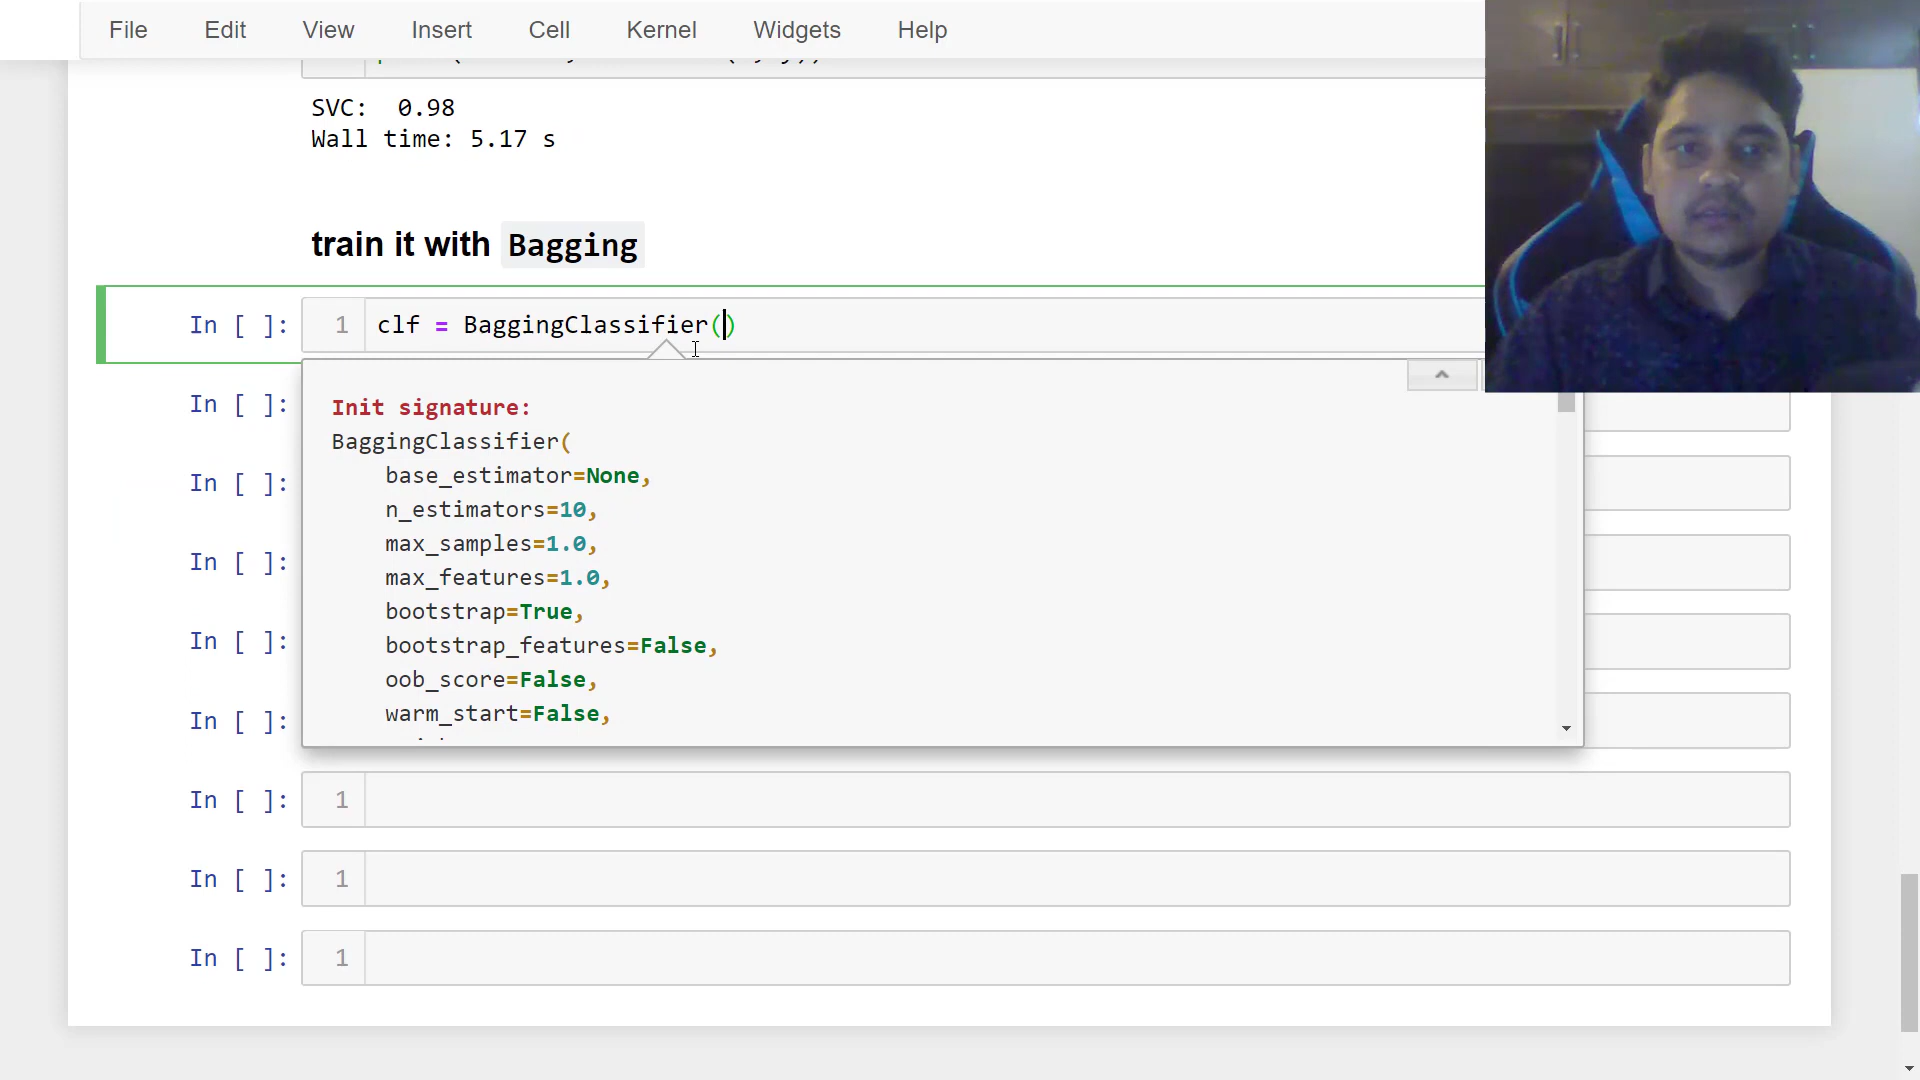 File Edit View Insert Cell Kernel Widgets Help
SVC:  0.98
Wall time: 5.17 s
train it with Bagging
In [ ]: 1 clf = BaggingClassifier()
Init signature:
In [ ]:
BaggingClassifier(
base_estimator=None,
In [ ]:
n_estimators=10,
max_samples=1.0,
In [ ]:
max_features=1.0,
bootstrap=True,
In [ ]:
bootstrap_features=False,
oob_score=False,
In [ ]:
warm_start=False,
In [ ]: 1
In [ ]: 1
In [ ]: 1